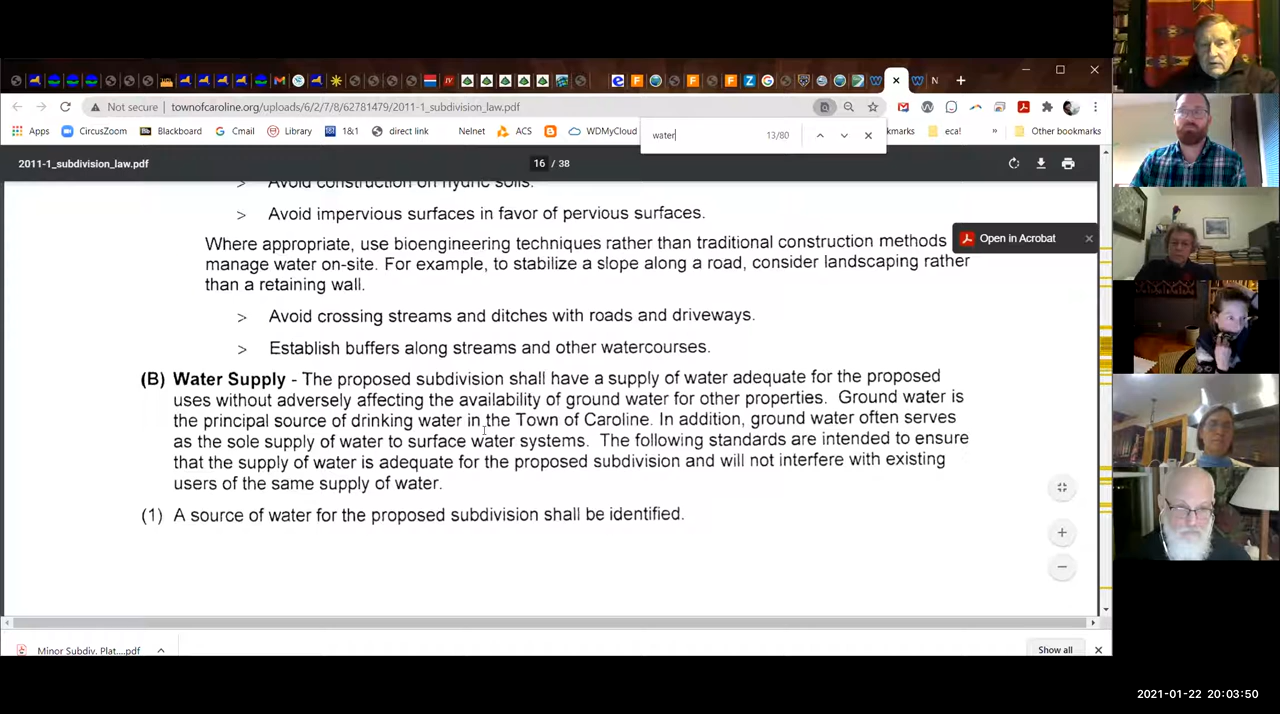 Not secure | townofcaroline.org/uploads/6/2/7/8/62781479/2011-1_subdivision_law.pdf
Apps CircusZoom Blackboard Gmail Library 1&1 direct link Nelnet ACS WDMyCloud kmarks eca! » Other bookmarks
water 13/80
2011-1_subdivision_law.pdf 16 / 38
> Avoid construction on hydric soils.
> Avoid impervious surfaces in favor of pervious surfaces.
Open in Acrobat
Where appropriate, use bioengineering techniques rather than traditional construction methods
manage water on-site. For example, to stabilize a slope along a road, consider landscaping rather
than a retaining wall.
> Avoid crossing streams and ditches with roads and driveways.
> Establish buffers along streams and other watercourses.
(B) Water Supply - The proposed subdivision shall have a supply of water adequate for the proposed
uses without adversely affecting the availability of ground water for other properties. Ground water is
the principal source of drinking water in the Town of Caroline. In addition, ground water often serves
as the sole supply of water to surface water systems. The following standards are intended to ensure
that the supply of water is adequate for the proposed subdivision and will not interfere with existing
users of the same supply of water.
(1) A source of water for the proposed subdivision shall be identified.
Minor Subdiv. Plat....pdf
Show all
2021-01-22 20:03:50